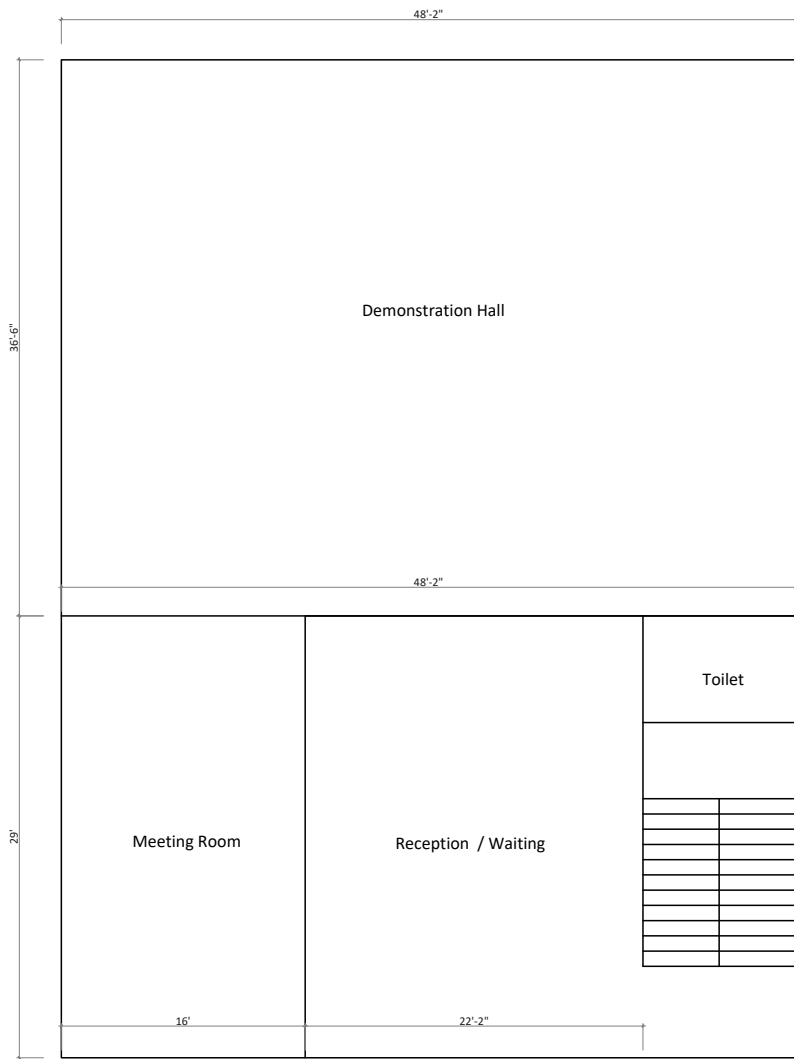 48'-2"
36'-6"
Demonstration Hall
48'-2"
Toilet
29'
Meeting Room
Reception / Waiting
16'
22'-2"